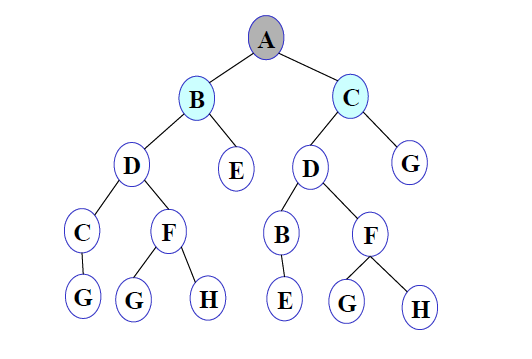 A
B C
D E D G
C F B F
G G H E G H